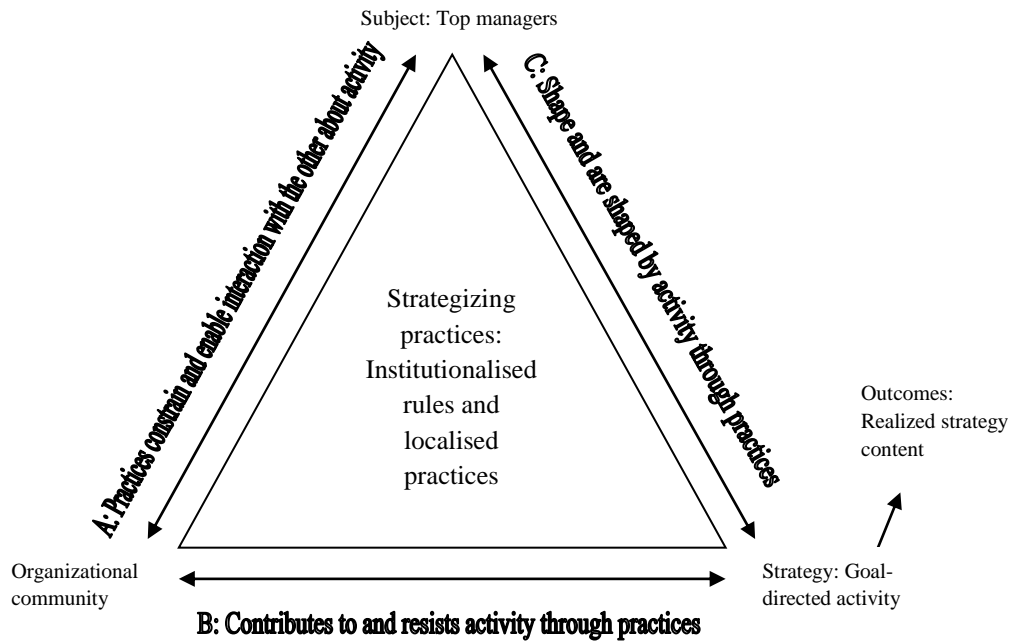 Subject: Top managers
A: Practices constrain and enable interaction with the other about activity
C: Shape and are shaped by activity through practices
Strategizing
practices:
Institutionalised
rules and
localised
practices
Outcomes:
Realized strategy
content
Organizational
community
Strategy: Goal-
directed activity
B: Contributes to and resists activity through practices